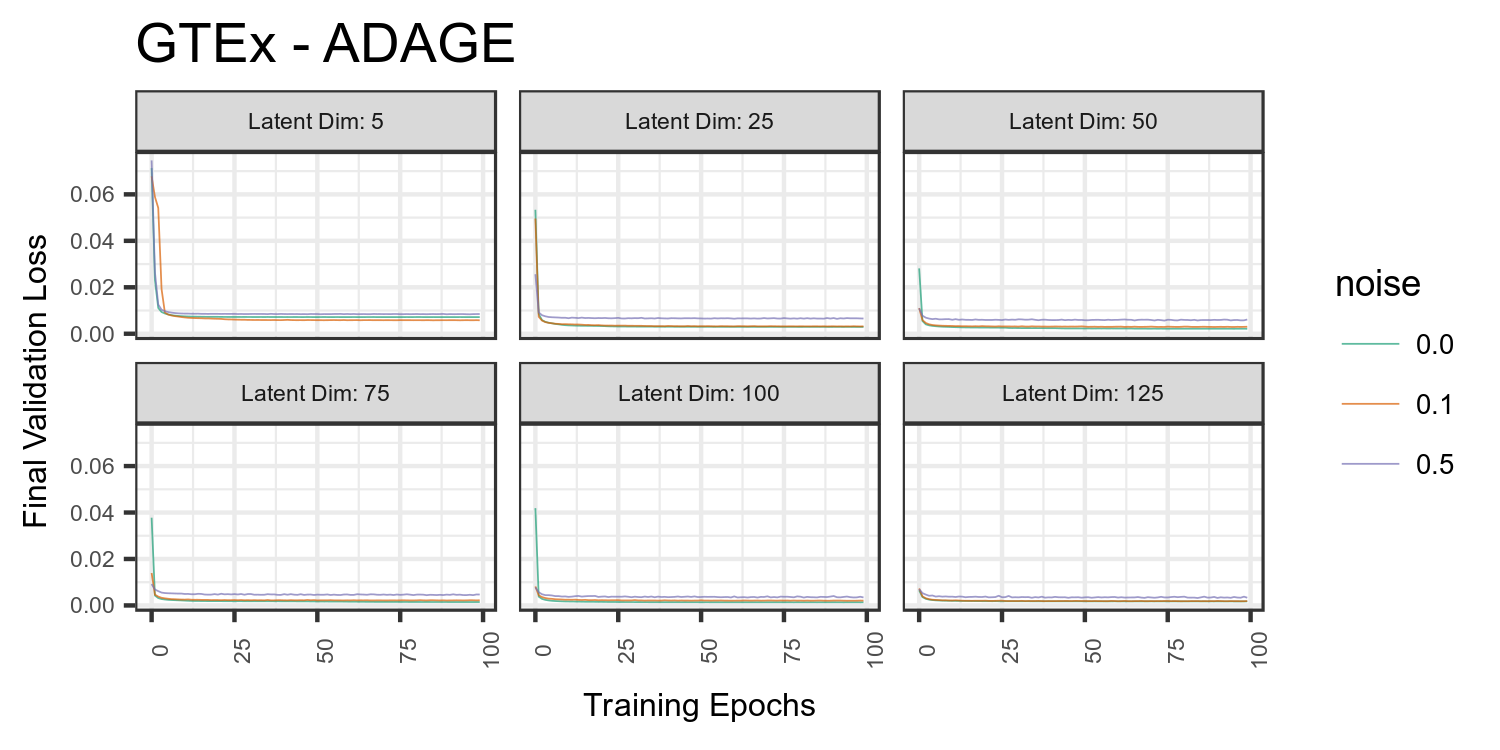 GTEx - ADAGE
Latent Dim: 5
Latent Dim: 25
Latent Dim: 50
0.06
0.04
0.02
0.00
Latent Dim: 75
Latent Dim: 100
Latent Dim: 125
0.06
0.04
0.02
0.00
0 25 50 75 100
0 25 50 75 100
0 25 50 75 100
Final Validation Loss
Training Epochs
noise
0.0
0.1
0.5